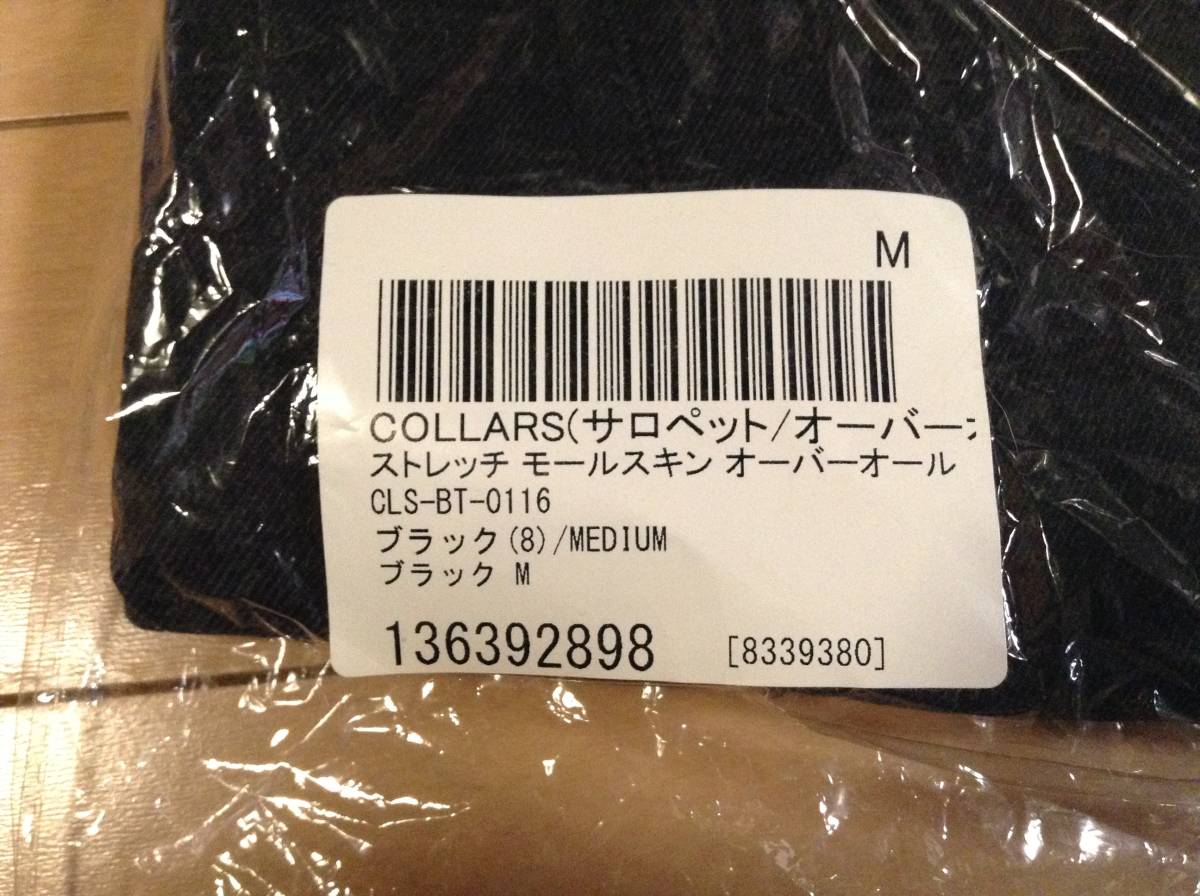 M
COLLARS(サロペット/オーバー
ストレッチ モールスキン オーバーオール
CLS-BT-0116
ブラック(8)/MEDIUM
ブラック M
136392898 [8339380]